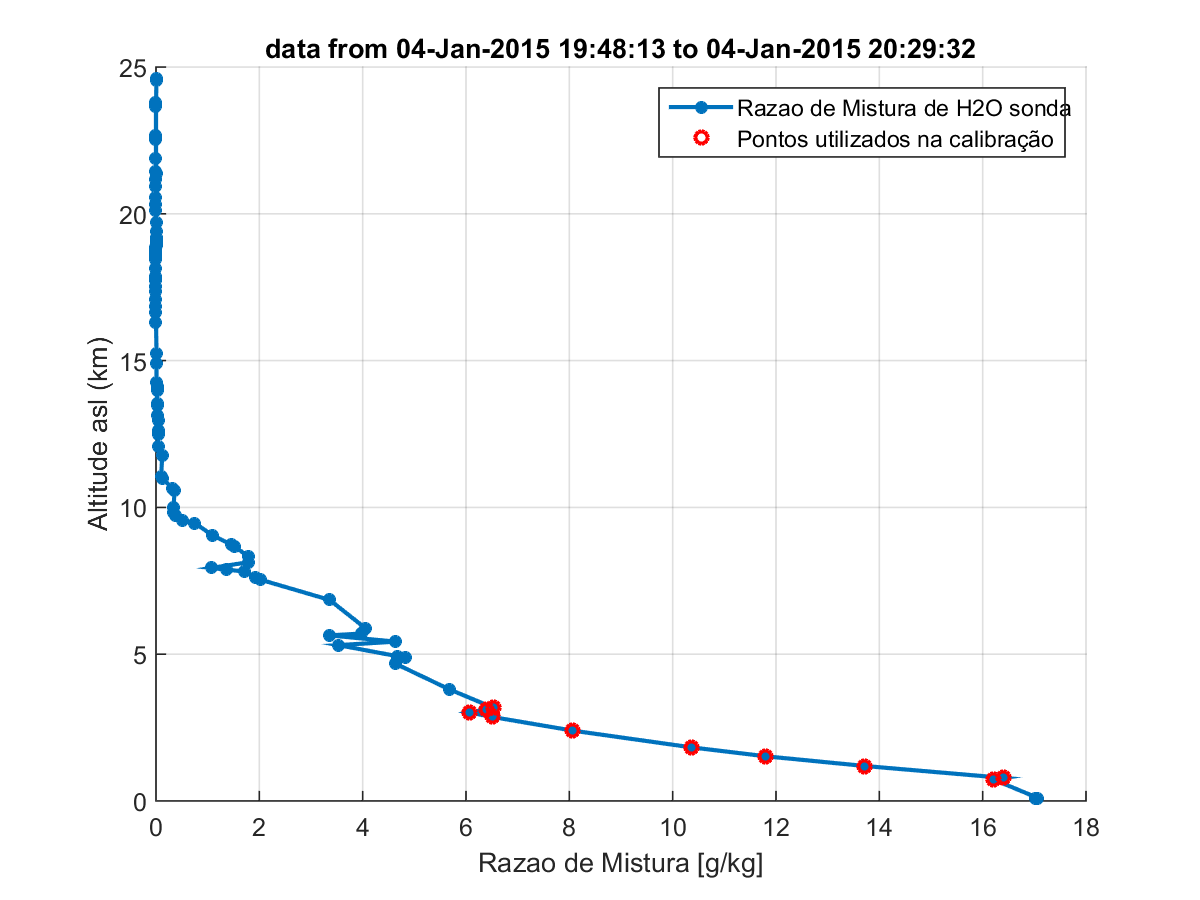 data from 04-Jan-2015 19:48:13 to 04-Jan-2015 20:29:32
Razao de Mistura de H2O sonda
Pontos utilizados na calibração
Altitude asl (km)
25
20
15
10
5
0
0 2 4 6 8 10 12 14 16 18
Razao de Mistura [g/kg]